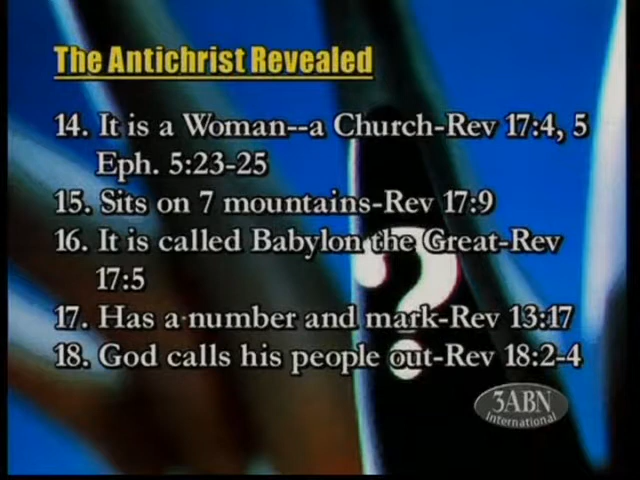 The Antichrist Revealed
14. It is a Woman--a Church-Rev 17:4, 5
Eph. 5:23-25
15. Sits on 7 mountains-Rev 17:9
16. It is called Babylon the Great-Rev
17:5
17. Has a number and mark-Rev 13:17
18. God calls his people out-Rev 18:2-4
?
3ABN
International